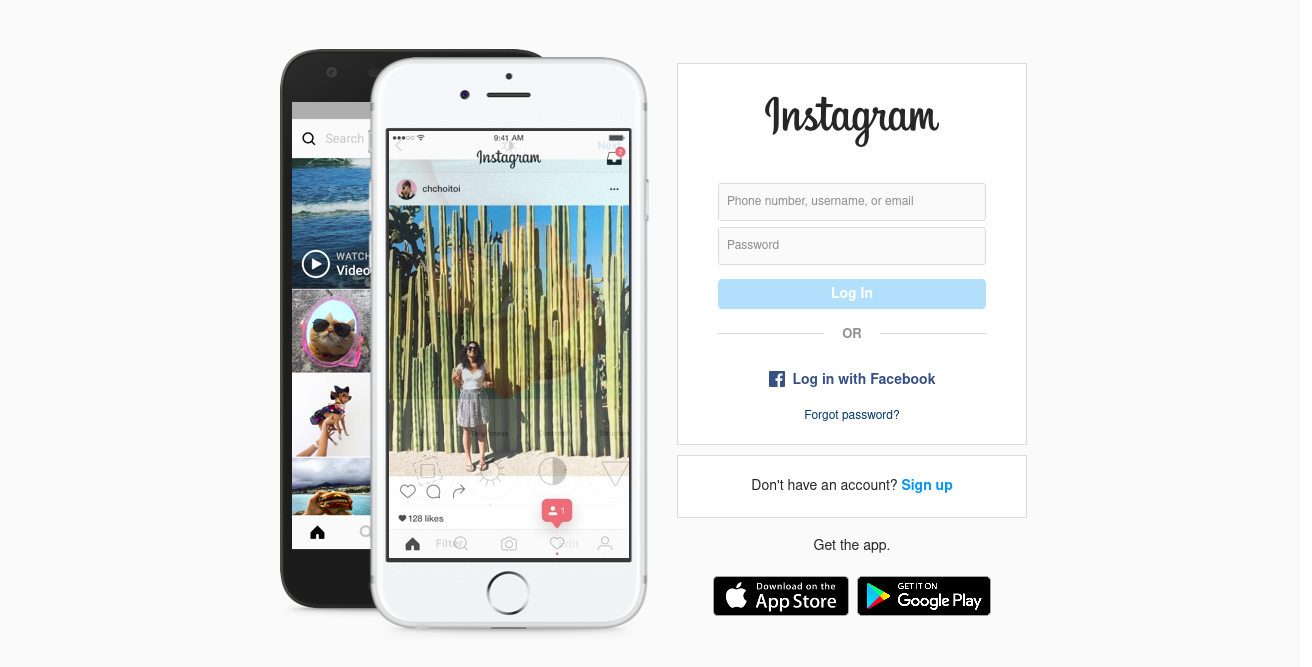 Search
WATCH
Video
9:41 AM
Instagram
2
chchoitoi
128 likes
1
Filter
Edit
Instagram
Phone number, username, or email
Password
Log In
OR
Log in with Facebook
Forgot password?
Don't have an account? Sign up
Get the app.
Download on the
App Store
GET IT ON
Google Play